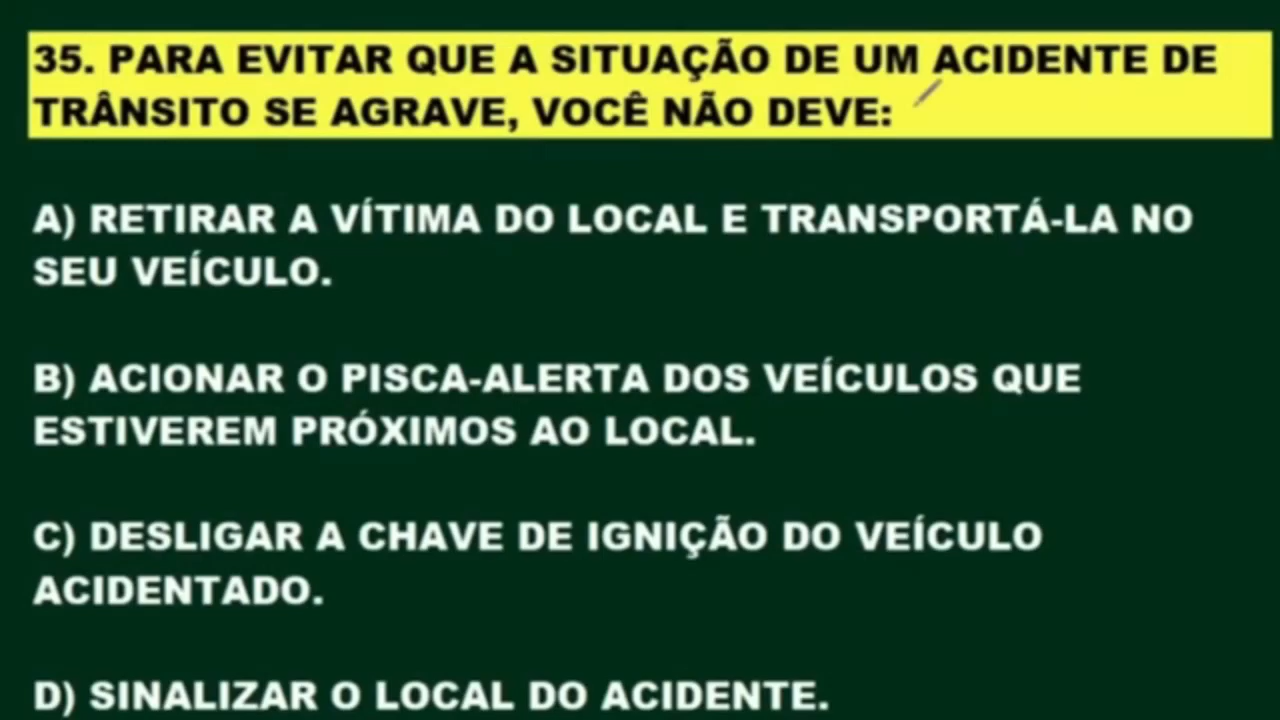 35. PARA EVITAR QUE A SITUAÇÃO DE UM ACIDENTE DE
TRÂNSITO SE AGRAVE, VOCÊ NÃO DEVE:
A) RETIRAR A VÍTIMA DO LOCAL E TRANSPORTÁ-LA NO
SEU VEÍCULO.
B) ACIONAR O PISCA-ALERTA DOS VEÍCULOS QUE
ESTIVEREM PRÓXIMOS AO LOCAL.
C) DESLIGAR A CHAVE DE IGNIÇÃO DO VEÍCULO
ACIDENTADO.
D) SINALIZAR O LOCAL DO ACIDENTE.